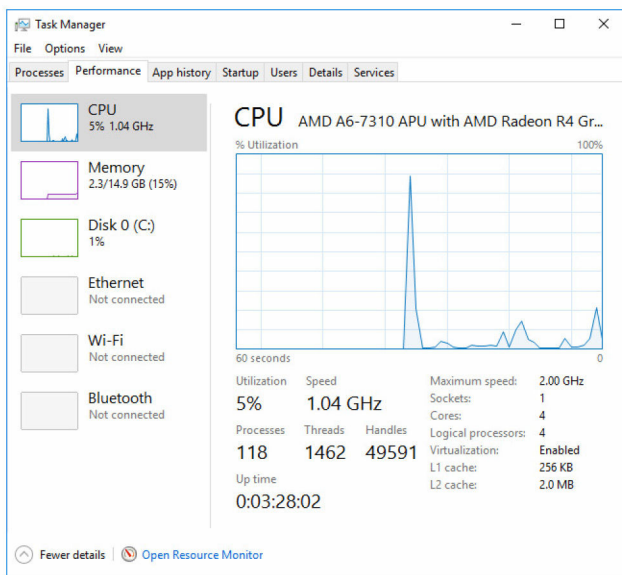 Task Manager
File Options View
Processes Performance App history Startup Users Details Services
CPU
5% 1.04 GHz
Memory
2.3/14.9 GB (15%)
Disk 0 (C:)
1%
Ethernet
Not connected
Wi-Fi
Not connected
Bluetooth
Not connected
CPU AMD A6-7310 APU with AMD Radeon R4 Gr...
% Utilization 100%
60 seconds 0
Utilization Speed
5% 1.04 GHz
Processes Threads Handles
118 1462 49591
Up time
0:03:28:02
Maximum speed: 2.00 GHz
Sockets: 1
Cores: 4
Logical processors: 4
Virtualization: Enabled
L1 cache: 256 KB
L2 cache: 2.0 MB
Fewer details Open Resource Monitor